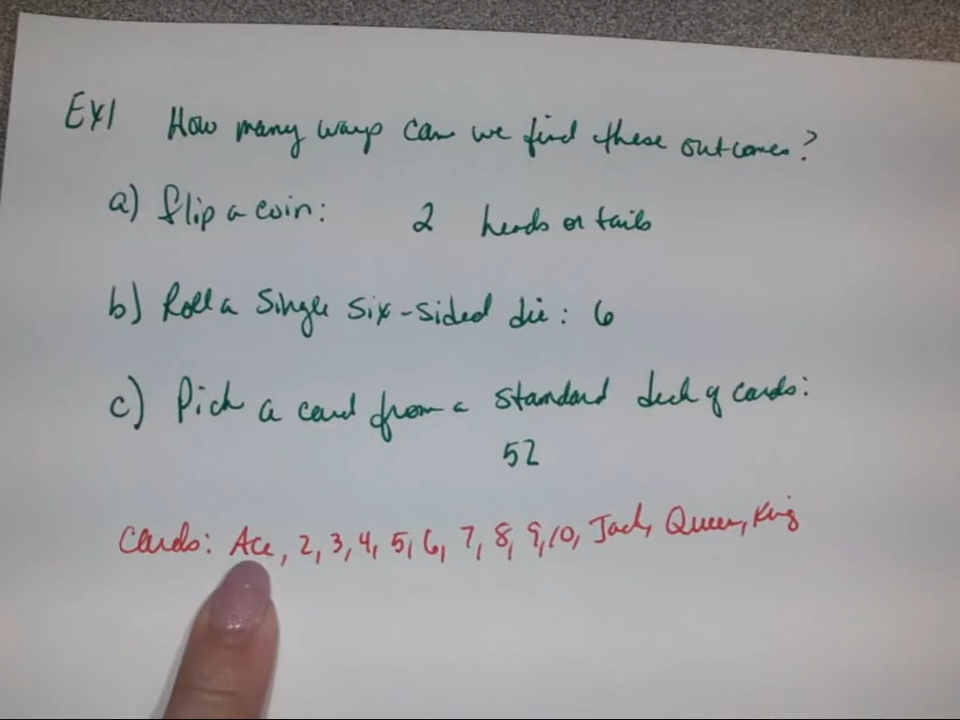 Ex1 How many ways can we find these outcomes?
a) flip a coin: 2 heads or tails
b) Roll a single six-sided die: 6
c) Pick a card from a standard deck of cards:
52
Cards: Ace, 2, 3, 4, 5, 6, 7, 8, 9, 10, Jack, Queen, King